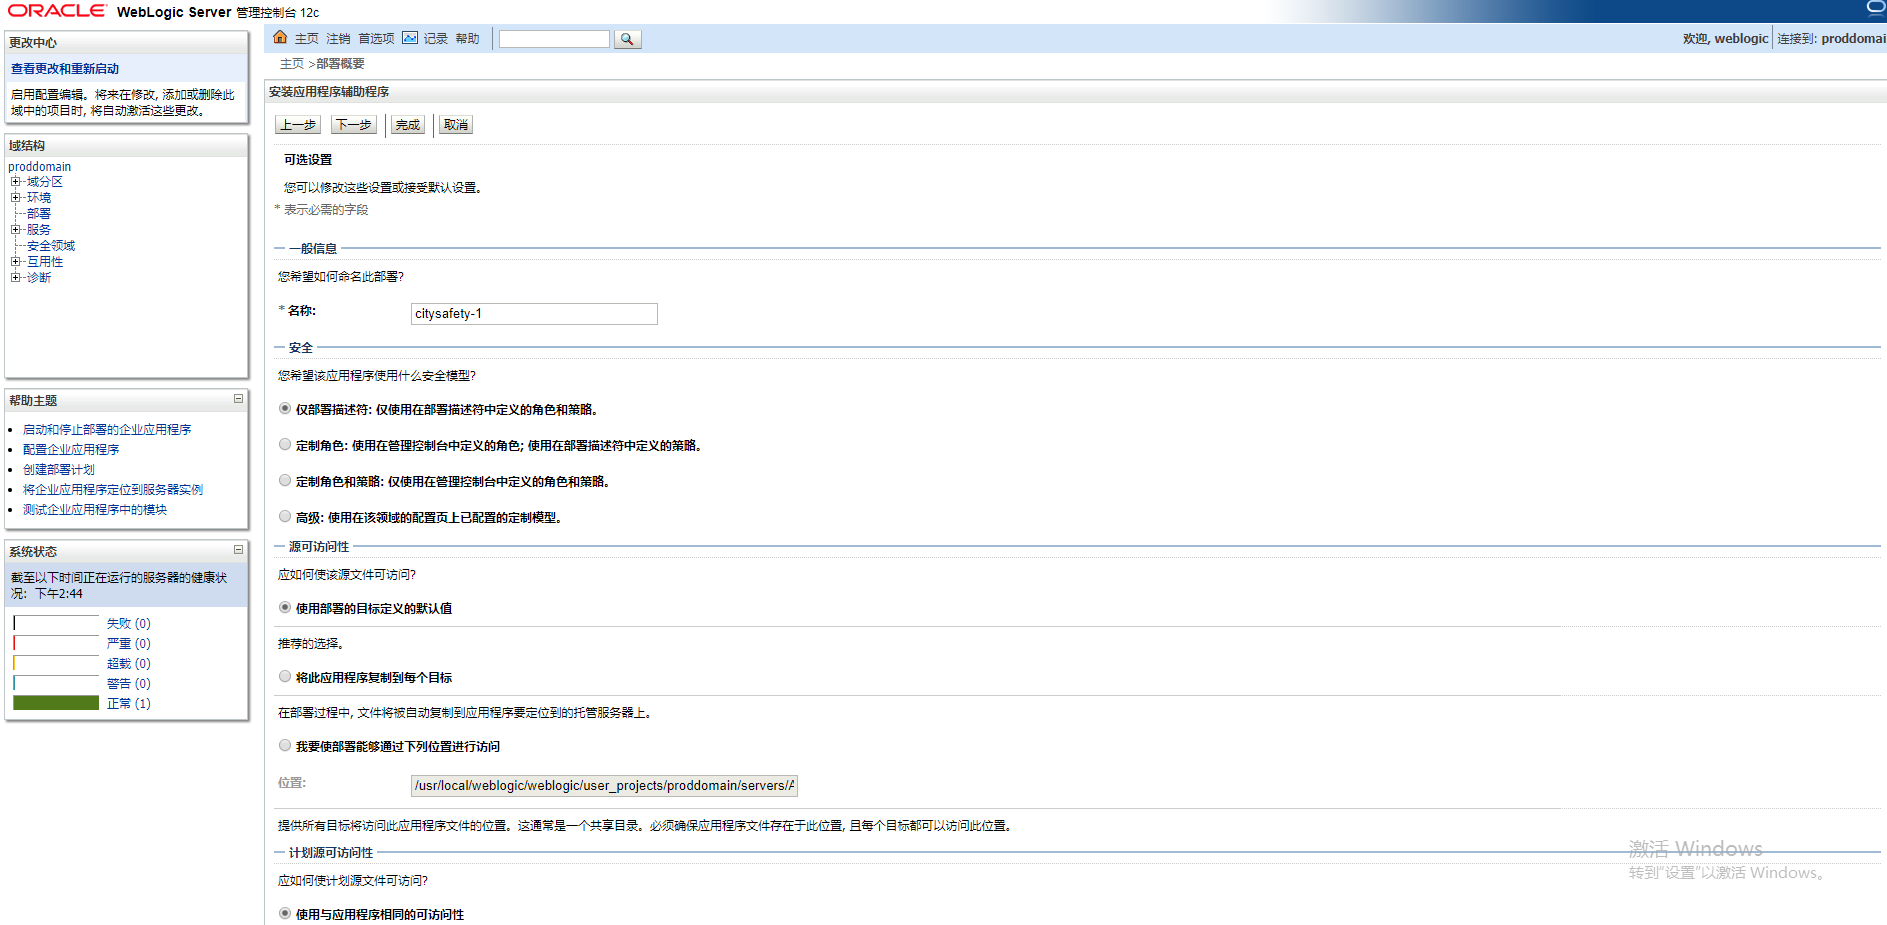 ORACLE WebLogic Server 管理控制台 12c
更改中心
查看更改和重新启动
启用配置编辑。将来在修改, 添加或删除此
域中的项目时, 将自动激活这些更改。
域结构
proddomain
域分区
环境
部署
服务
安全领域
互用性
诊断
帮助主题
启动和停止部署的企业应用程序
配置企业应用程序
创建部署计划
将企业应用程序定位到服务器实例
测试企业应用程序中的模块
系统状态
截至以下时间正在运行的服务器的健康状
况: 下午2:44
失败 (0)
严重 (0)
超载 (0)
警告 (0)
正常 (1)
主页 注销 首选项 记录 帮助
欢迎, weblogic 连接到: proddomai
主页 >部署概要
安装应用程序辅助程序
上一步 下一步 完成 取消
可选设置
您可以修改这些设置或接受默认设置。
* 表示必需的字段
一般信息
您希望如何命名此部署?
* 名称: citysafety-1
安全
您希望该应用程序使用什么安全模型?
仅部署描述符: 仅使用在部署描述符中定义的角色和策略。
定制角色: 使用在管理控制台中定义的角色; 使用在部署描述符中定义的策略。
定制角色和策略: 仅使用在管理控制台中定义的角色和策略。
高级: 使用在该领域的配置页上已配置的定制模型。
源可访问性
应如何使该源文件可访问?
使用部署的目标定义的默认值
推荐的选择。
将此应用程序复制到每个目标
在部署过程中, 文件将被自动复制到应用程序要定位到的托管服务器上。
我要使部署能够通过下列位置进行访问
位置: /usr/local/weblogic/weblogic/user_projects/proddomain/servers/A
提供所有目标将访问此应用程序文件的位置。这通常是一个共享目录。必须确保应用程序文件存在于此位置, 且每个目标都可以访问此位置。
计划源可访问性
应如何使计划源文件可访问?
使用与应用程序相同的可访问性
激活 Windows
转到"设置"以激活 Windows。